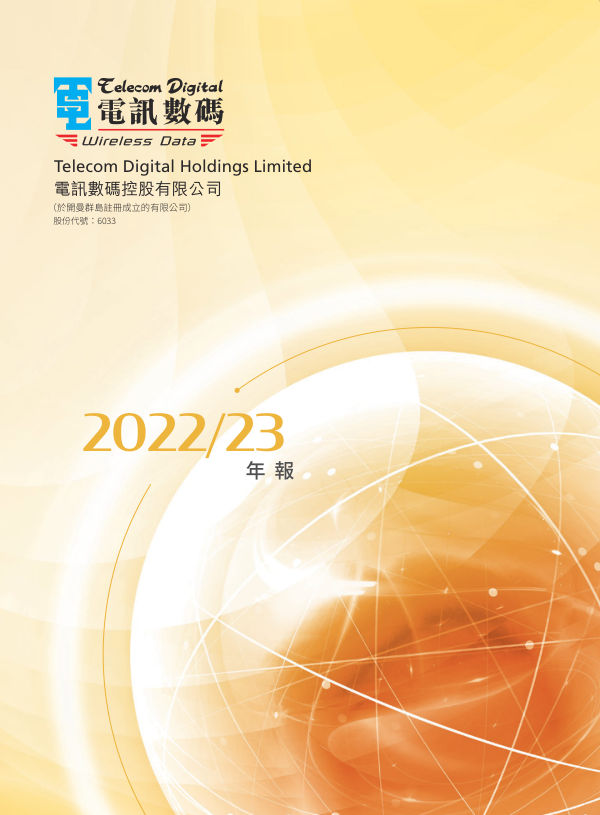 Telecom Digital
電訊數碼
Wireless Data
Telecom Digital Holdings Limited
電訊數碼控股有限公司
(於開曼群島註冊成立的有限公司)
股份代號：6033
2022/23
年報